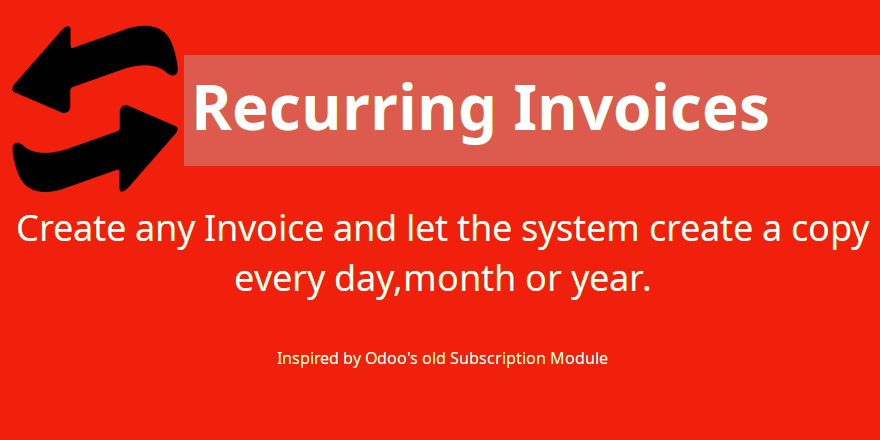 Recurring Invoices
Create any Invoice and let the system create a copy
every day,month or year.
Inspired by Odoo's old Subscription Module